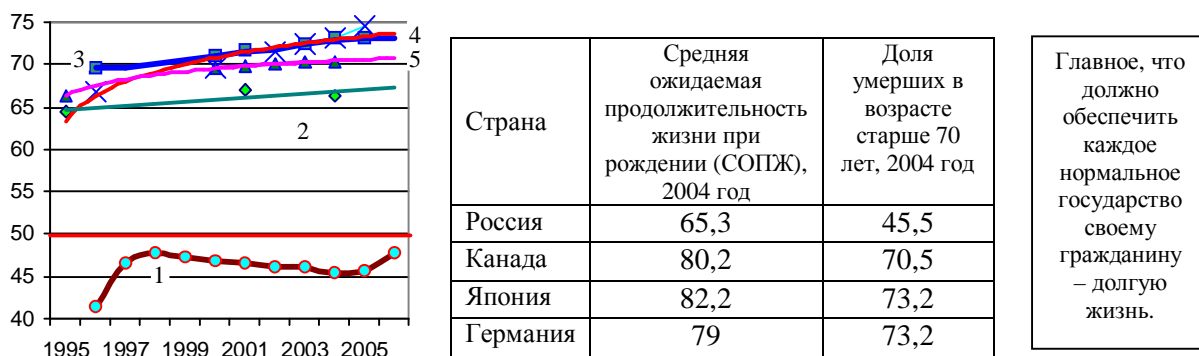 75
70
65
60
55
50
45
40
1995 1997 1999 2001 2003 2005
3
4
5
2
1
Страна
Средняя
ожидаемая
продолжительность
жизни при
рождении (СОПЖ),
2004 год
Доля
умерших в
возрасте
старше 70
лет, 2004 год
Россия 65,3 45,5
Канада 80,2 70,5
Япония 82,2 73,2
Германия 79 73,2
Главное, что
должно
обеспечить
каждое
нормальное
государство
своему
гражданину
– долгую
жизнь.